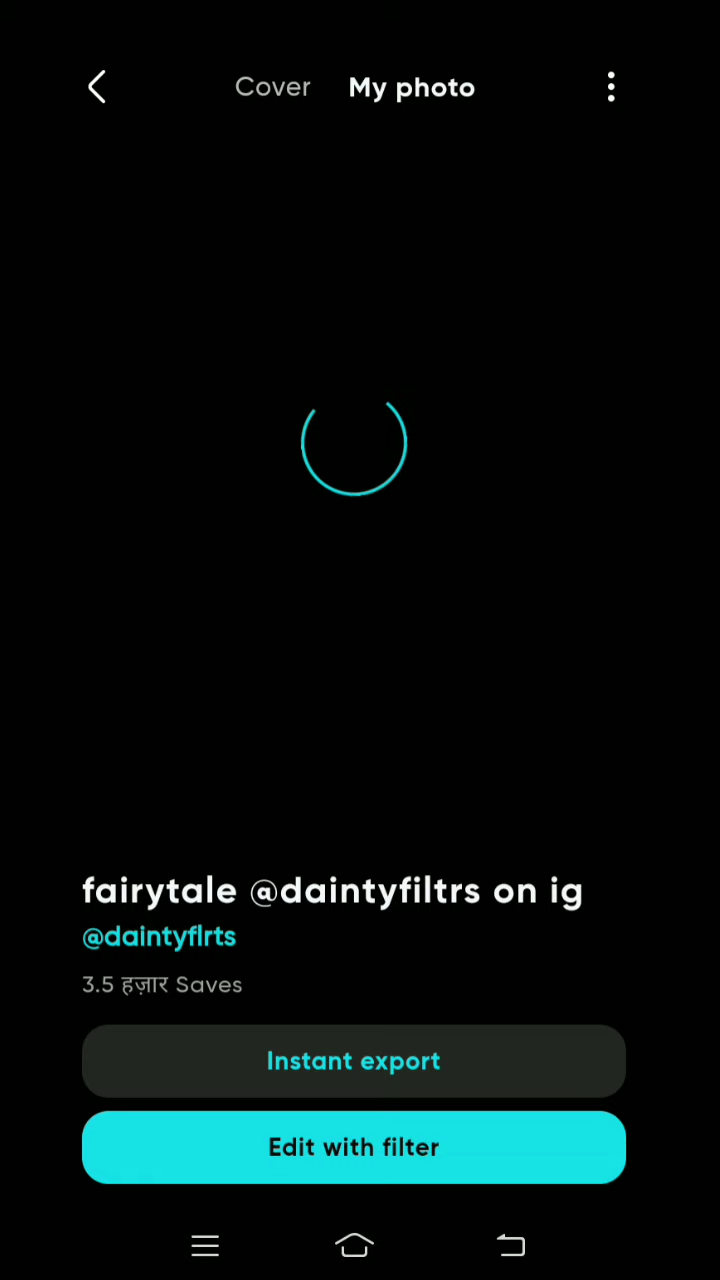 Cover My photo
fairytale @daintyfiltrs on ig
@daintyflrts
3.5 हज़ार Saves
Instant export
Edit with filter